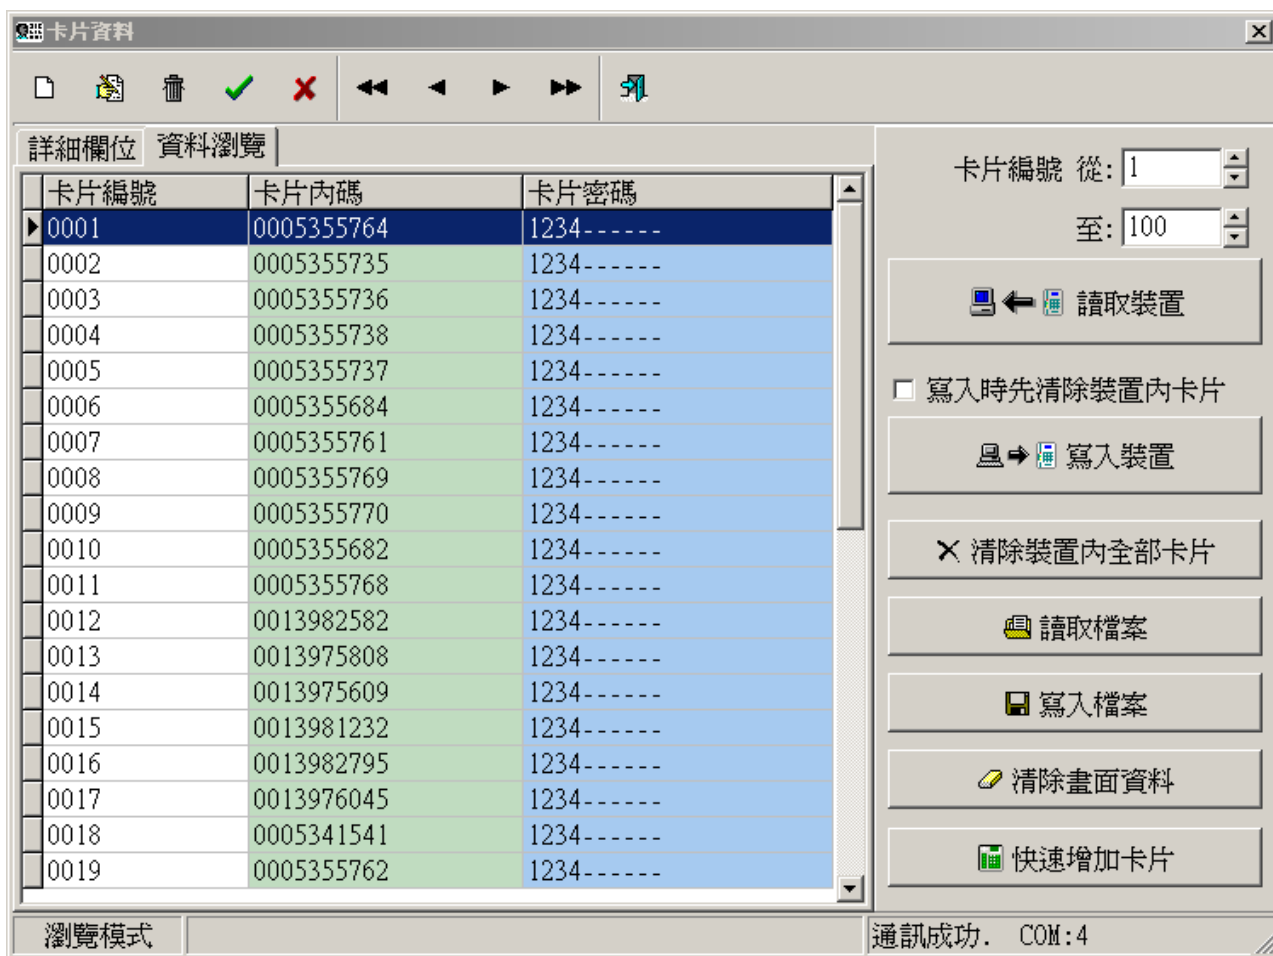 卡片資料
詳細欄位 資料瀏覽
卡片編號 卡片內碼 卡片密碼
0001 0005355764 1234------
0002 0005355735 1234------
0003 0005355736 1234------
0004 0005355738 1234------
0005 0005355737 1234------
0006 0005355684 1234------
0007 0005355761 1234------
0008 0005355769 1234------
0009 0005355770 1234------
0010 0005355682 1234------
0011 0005355768 1234------
0012 0013982582 1234------
0013 0013975808 1234------
0014 0013975609 1234------
0015 0013981232 1234------
0016 0013982795 1234------
0017 0013976045 1234------
0018 0005341541 1234------
0019 0005355762 1234------
卡片編號 從: 1
至: 100
讀取裝置
寫入時先清除裝置內卡片
寫入裝置
清除裝置內全部卡片
讀取檔案
寫入檔案
清除畫面資料
快速增加卡片
瀏覽模式
通訊成功. COM:4